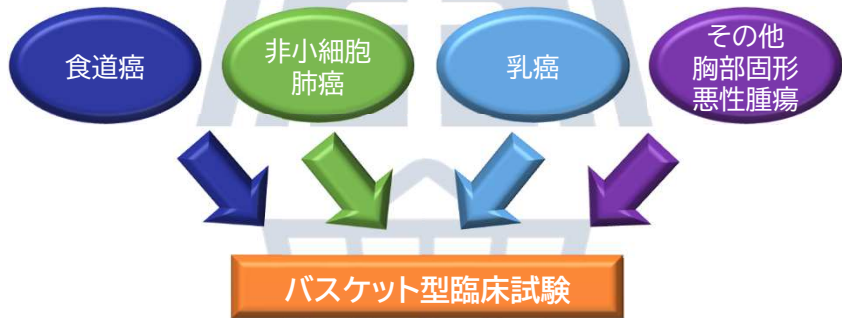 食道癌
非小細胞
肺癌
乳癌
その他
胸部固形
悪性腫瘍
バスケット型臨床試験